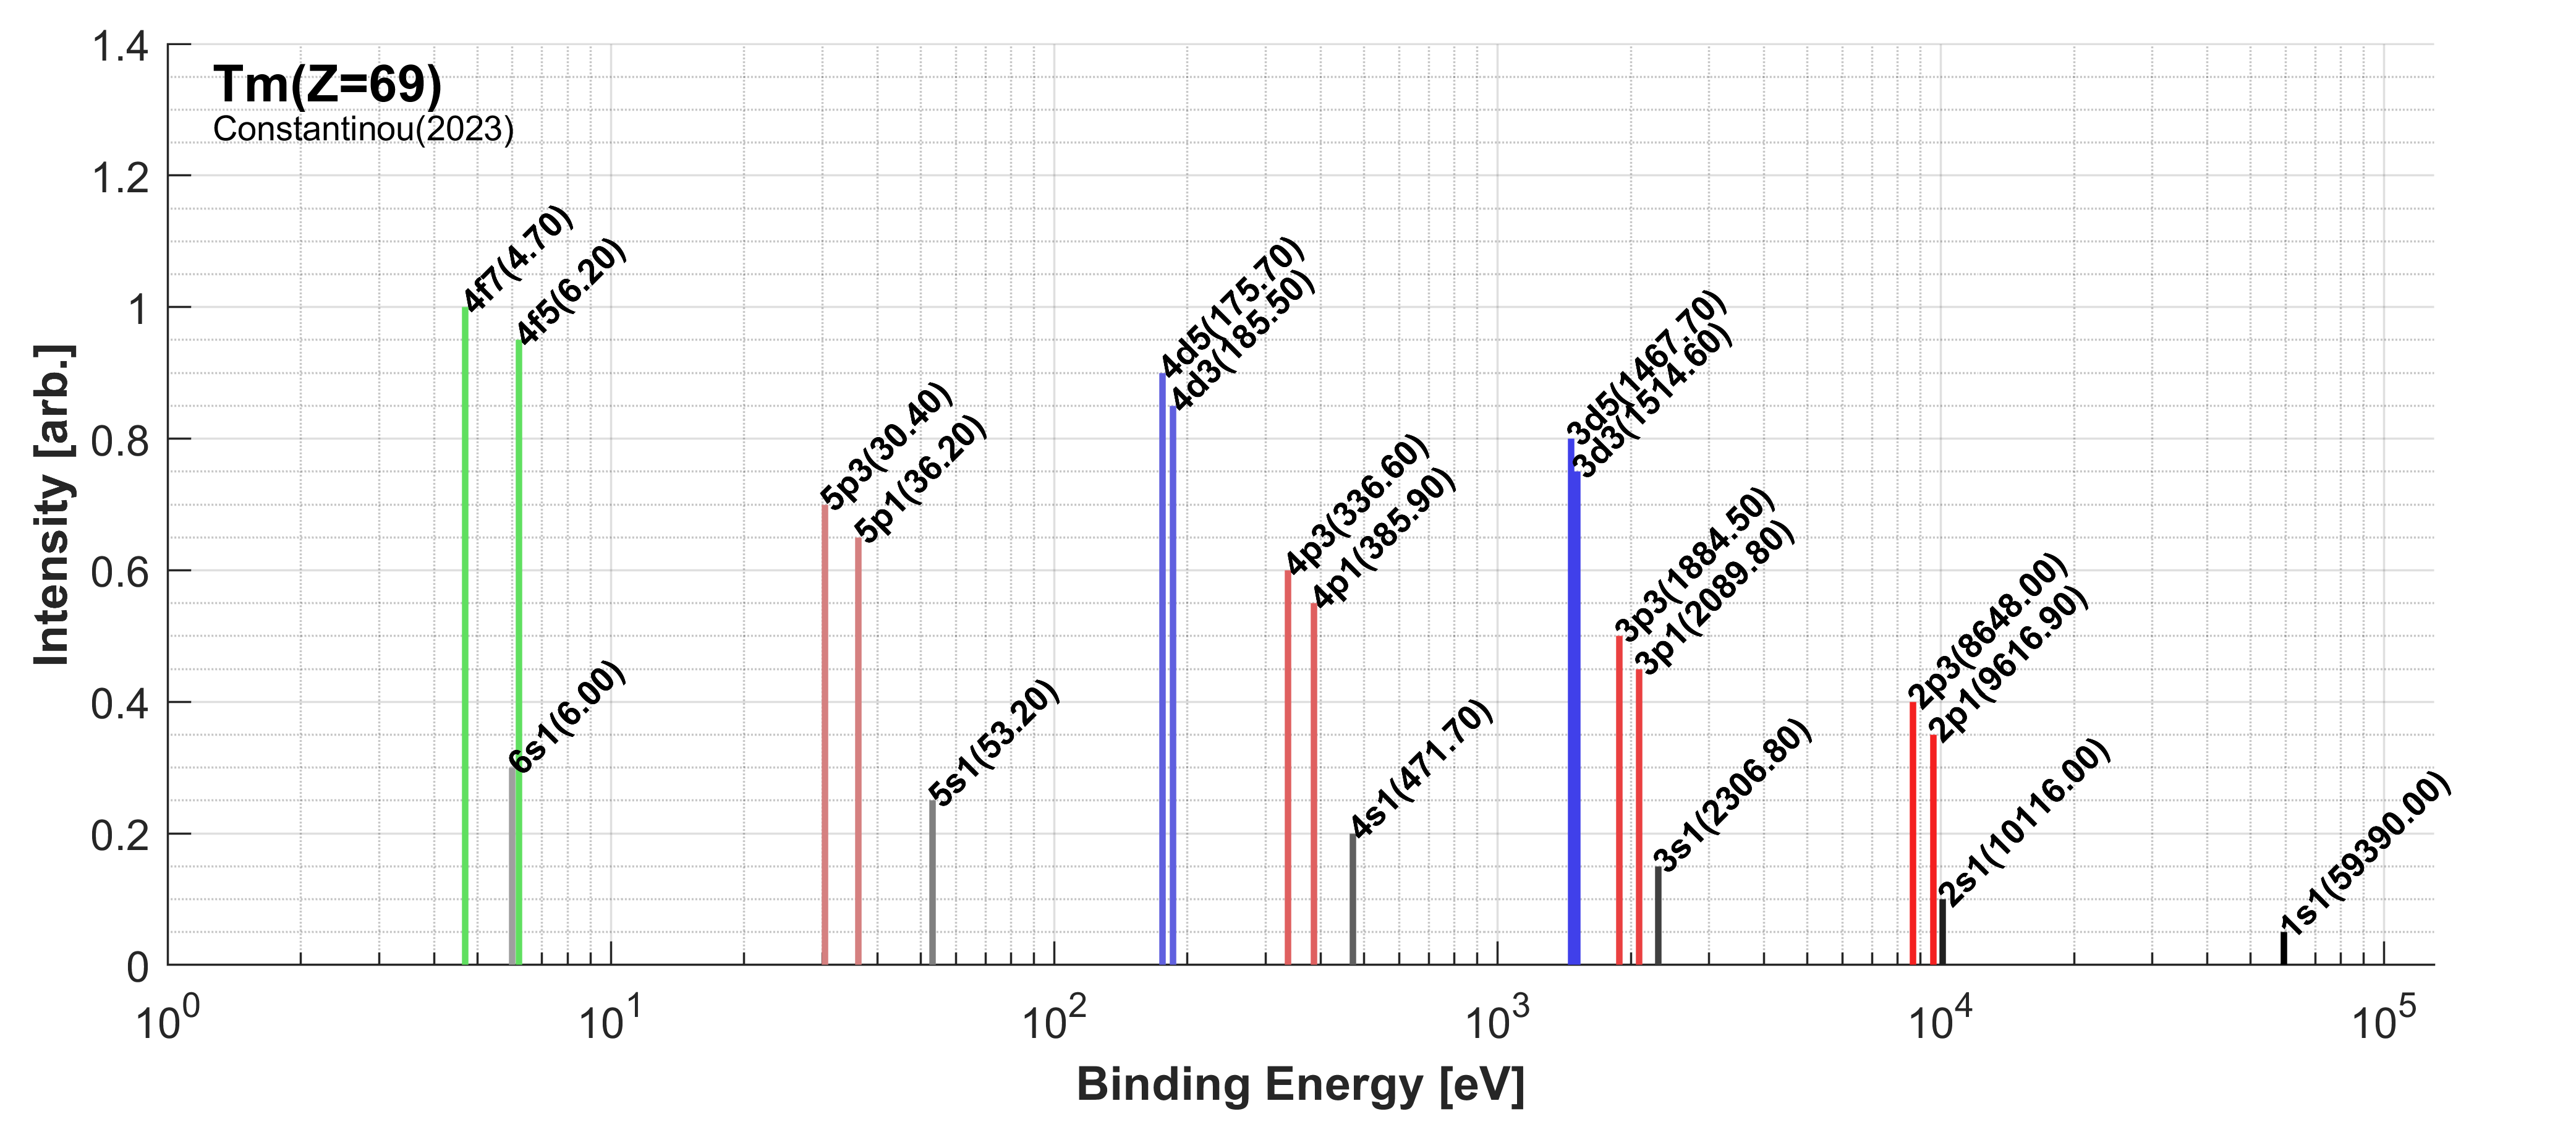 Tm(Z=69)
Constantinou(2023)
Intensity [arb.]
1.4
1.2
1
0.8
0.6
0.4
0.2
0
4f7(4.70)
4f5(6.20)
6s1(6.00)
5p3(30.40)
5p1(36.20)
5s1(53.20)
4d5(175.70)
4d3(185.50)
4p3(336.60)
4p1(385.90)
4s1(471.70)
3d5(1467.70)
3d3(1514.60)
3p3(1884.50)
3p1(2089.80)
3s1(2306.80)
2p3(8648.00)
2p1(9616.90)
2s1(10116.00)
1s1(59390.00)
10^0 10^1 10^2 10^3 10^4 10^5
Binding Energy [eV]